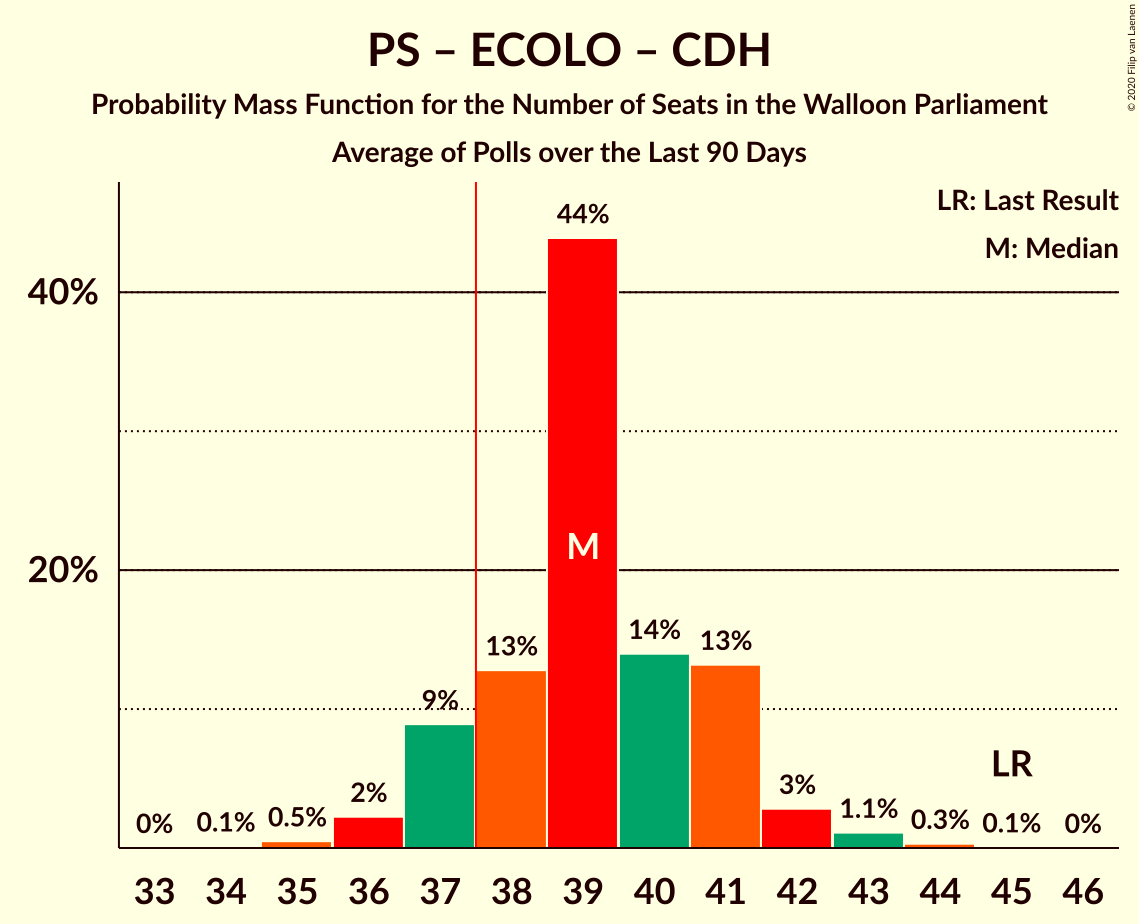 PS – ECOLO – CDH
Probability Mass Function for the Number of Seats in the Walloon Parliament
Average of Polls over the Last 90 Days
© 2020 Filip van Laenen
LR: Last Result
M: Median
40%
20%
0%
0.1%
0.5%
2%
9%
13%
44%
M
14%
13%
3%
1.1%
0.3%
LR
0.1%
0%
33 34 35 36 37 38 39 40 41 42 43 44 45 46